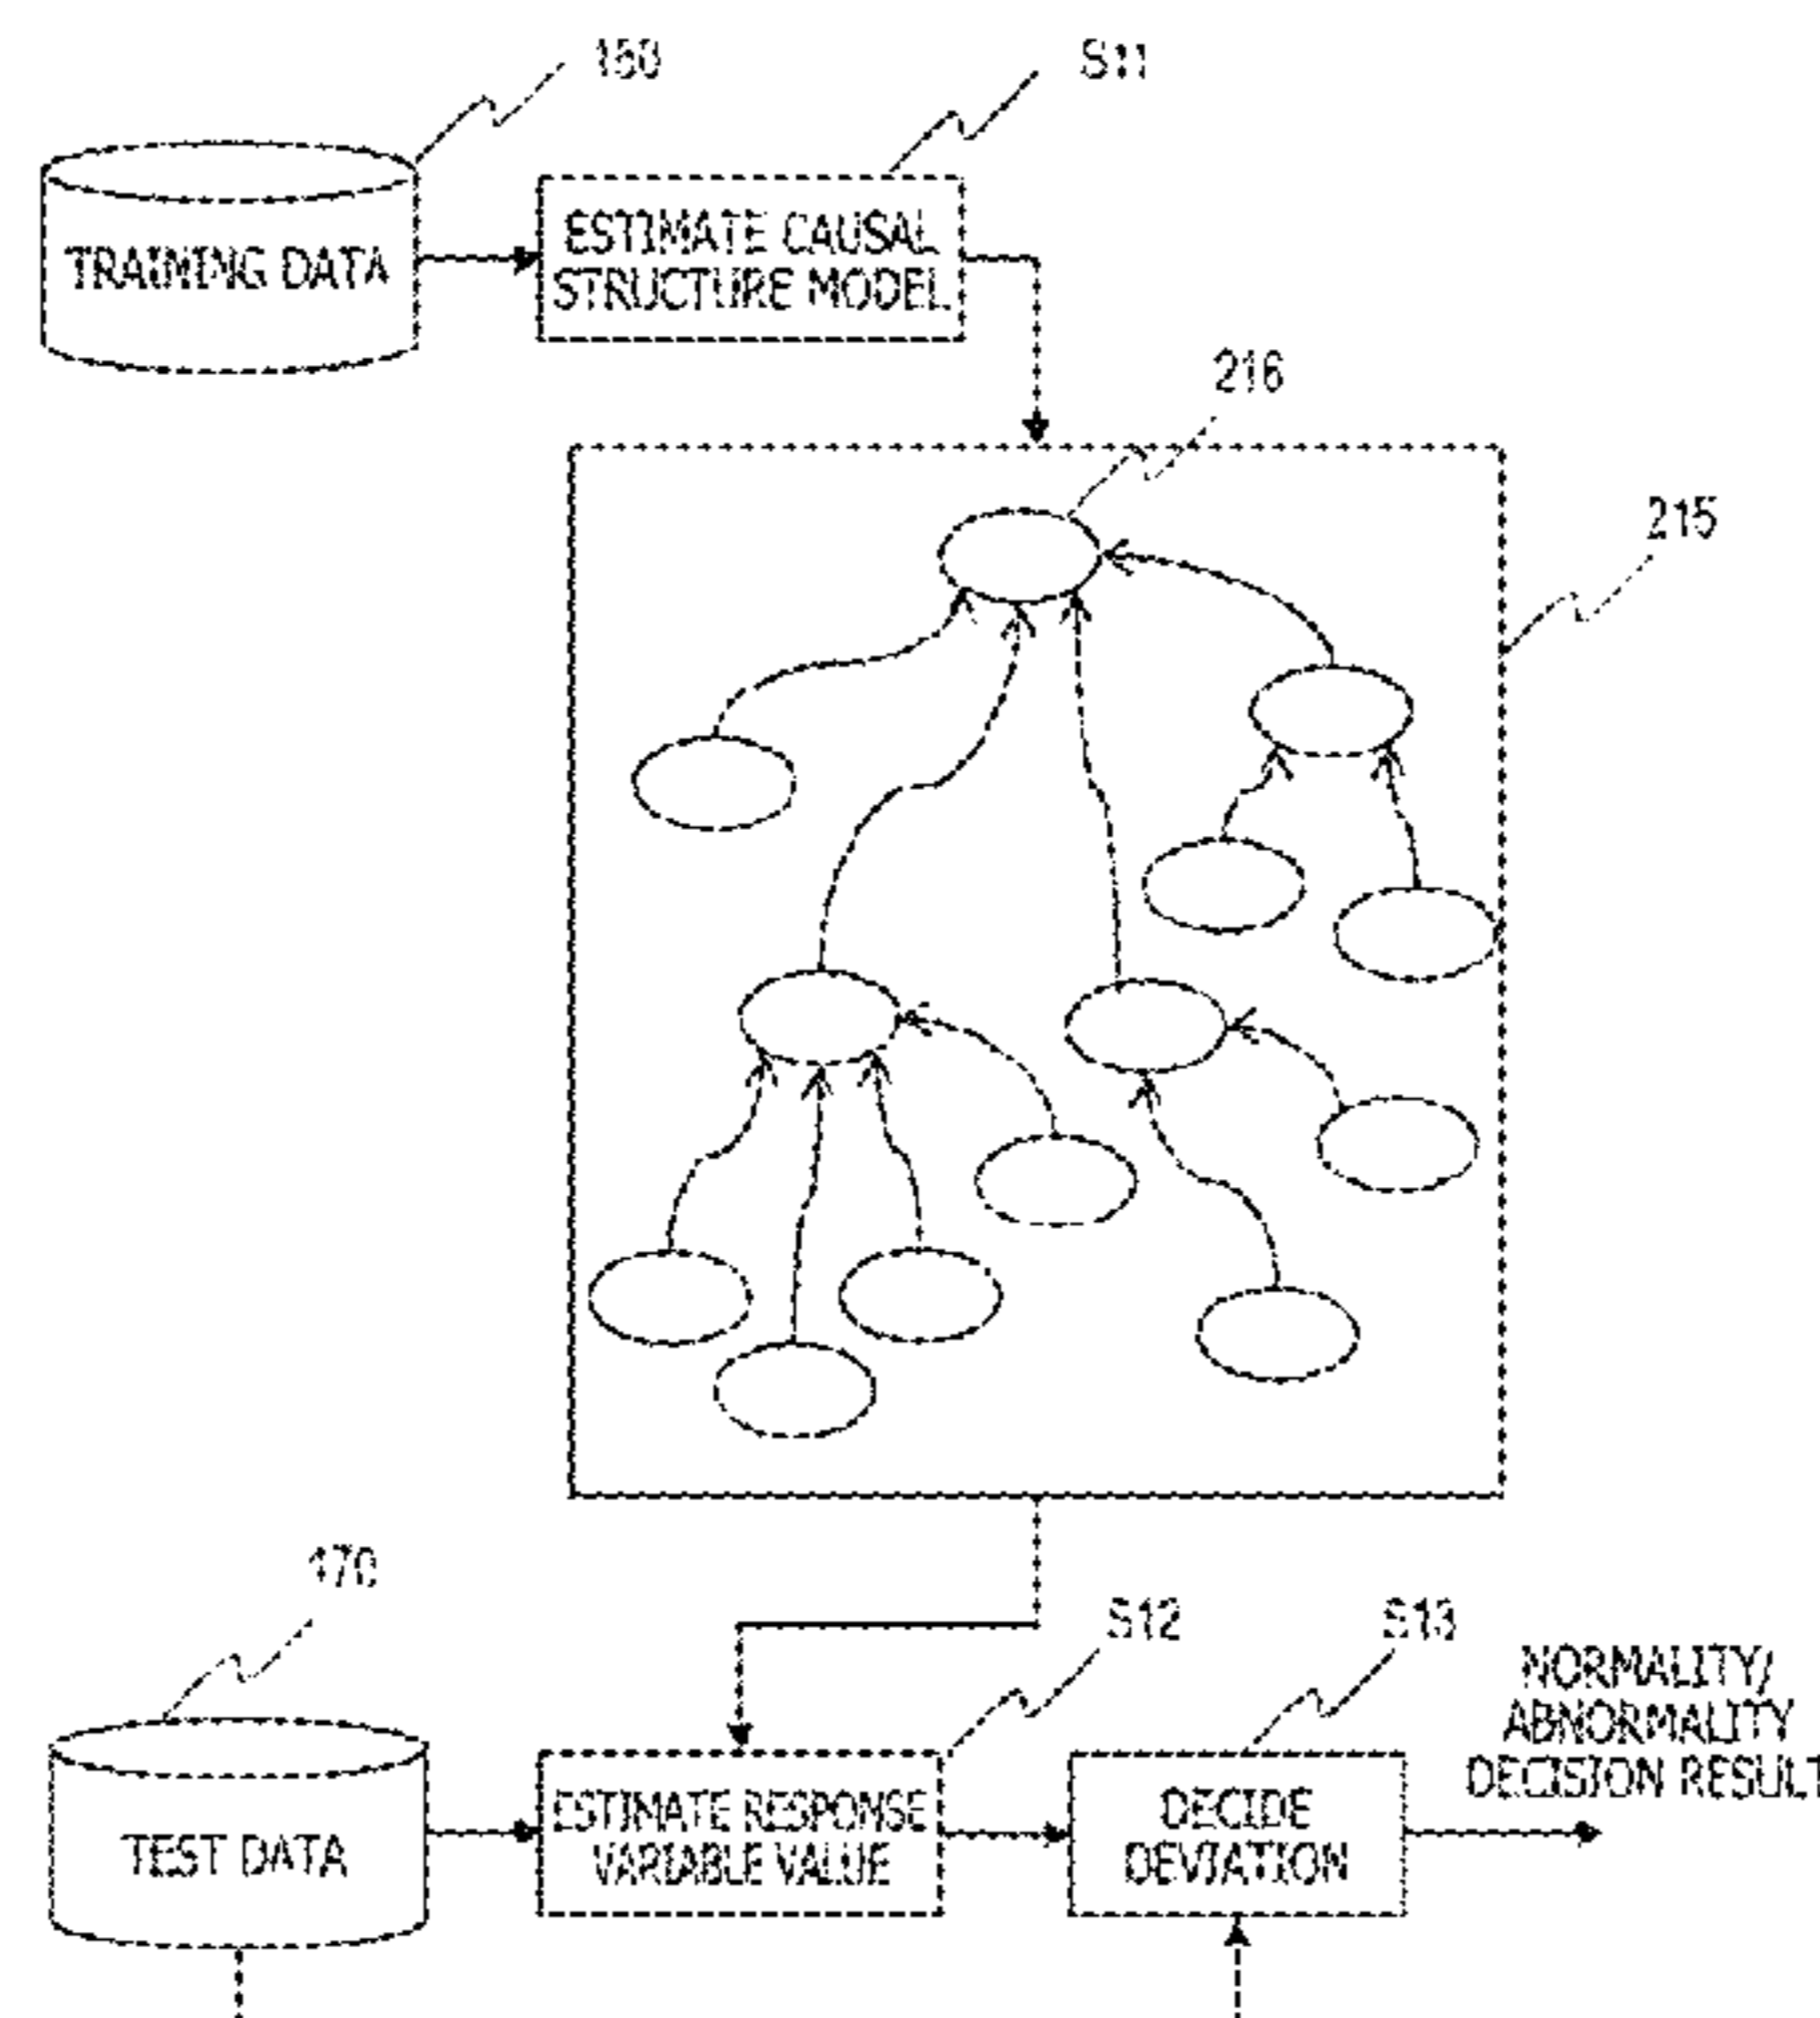 S11
TRAINING DATA
ESTIMATE CAUSAL
STRUCTURE MODEL
216
215
170
S12
S13
NORMALITY/
ABNORMALITY
DECISION RESULT
TEST DATA
ESTIMATE RESPONSE
VARIABLE VALUE
DECIDE
DEVIATION